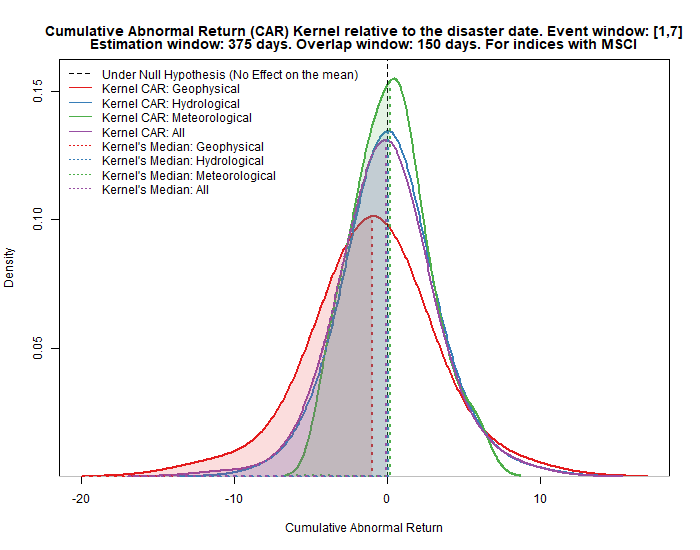 Cumulative Abnormal Return (CAR) Kernel relative to the disaster date. Event window: [1,7]
Estimation window: 375 days. Overlap window: 150 days. For indices with MSCI
Under Null Hypothesis (No Effect on the mean)
Kernel CAR: Geophysical
Kernel CAR: Hydrological
Kernel CAR: Meteorological
Kernel CAR: All
Kernel's Median: Geophysical
Kernel's Median: Hydrological
Kernel's Median: Meteorological
Kernel's Median: All
0.15
0.10
0.05
Density
-20 -10 0 10
Cumulative Abnormal Return